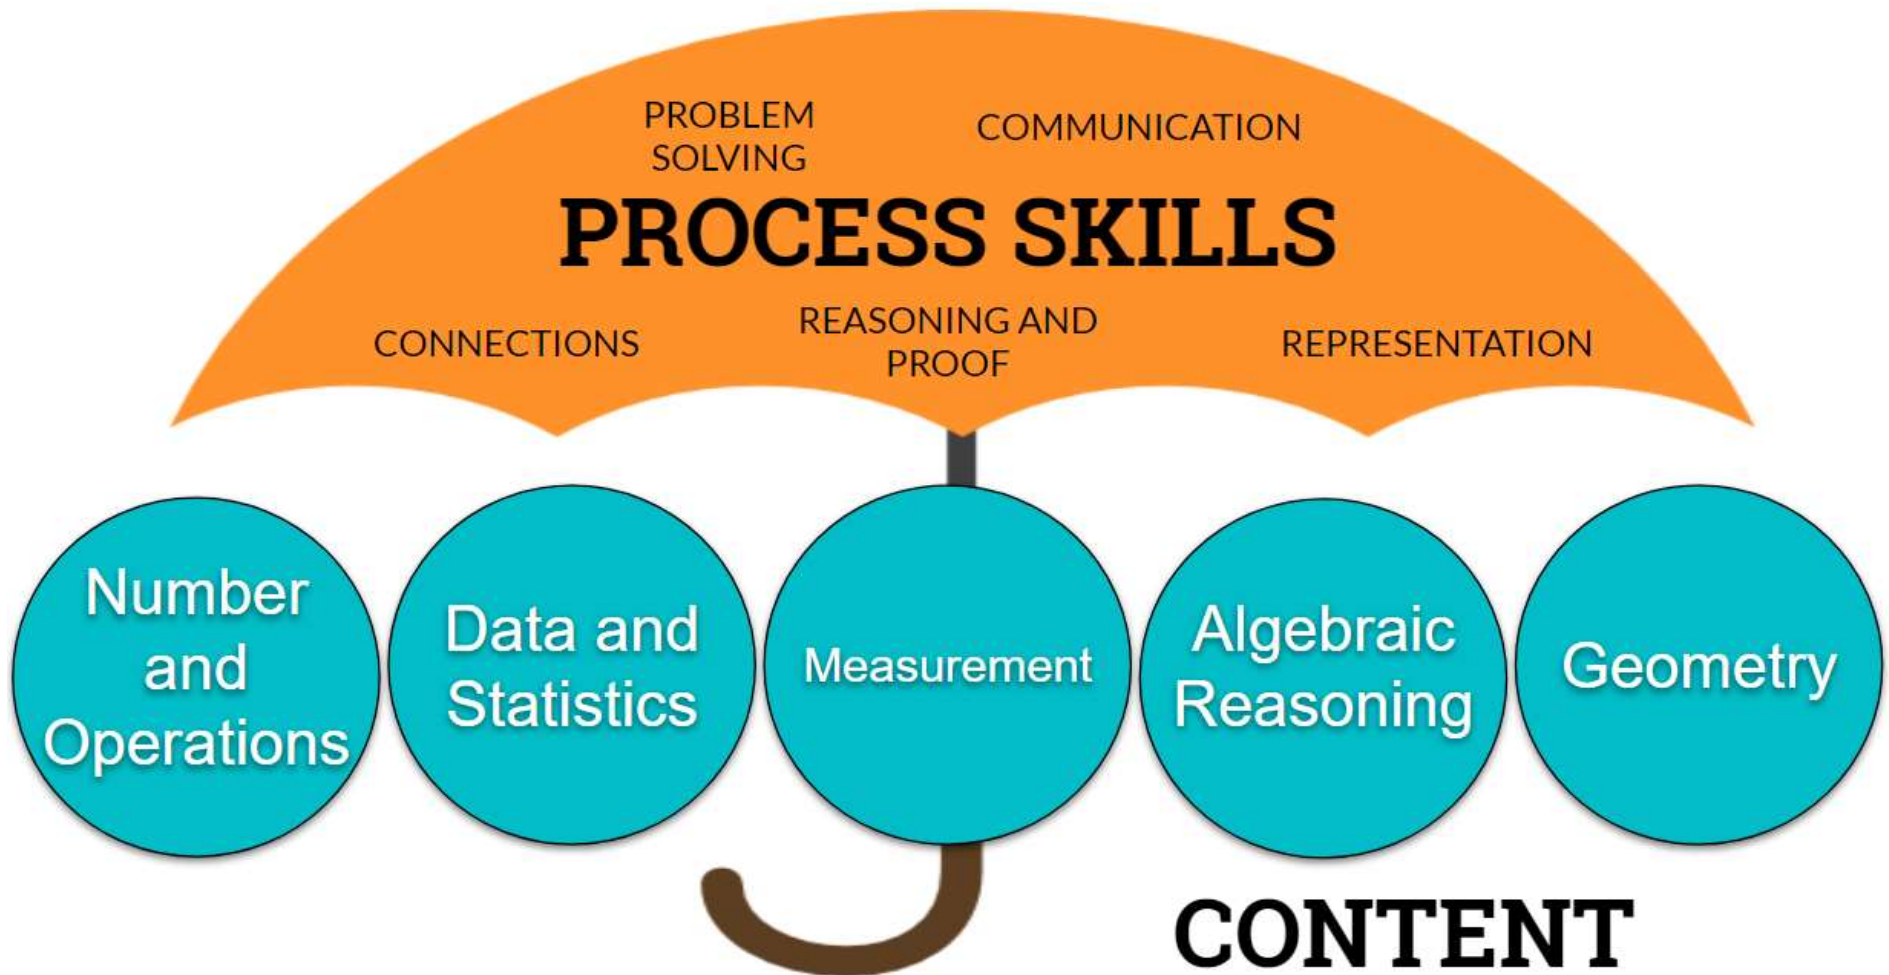 PROBLEM
SOLVING
COMMUNICATION
PROCESS SKILLS
CONNECTIONS
REASONING AND
PROOF
REPRESENTATION
Number
and
Operations
Data and
Statistics
Measurement
Algebraic
Reasoning
Geometry
CONTENT